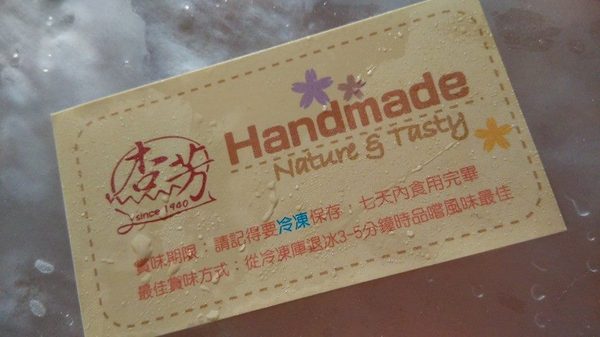 杏芳
since 1940
Handmade
Nature & Tasty
賞味期限：請記得要冷凍保存：七天內食用完畢
最佳賞味方式：從冷凍庫退冰3-5分鐘時品嚐風味最佳